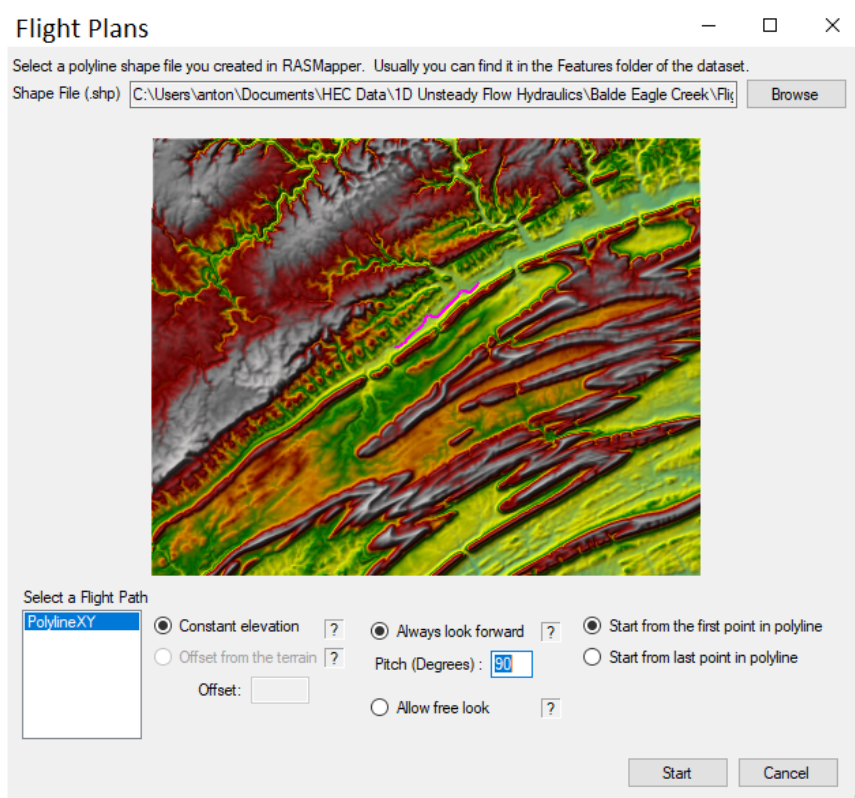 Flight Plans
Select a polyline shape file you created in RASMapper. Usually you can find it in the Features folder of the dataset.
Shape File (.shp) C:\Users\anton\Documents\HEC Data\1D Unsteady Flow Hydraulics\Balde Eagle Creek\Flig Browse
Select a Flight Path
PolylineXY
Constant elevation ?
Offset from the terrain ?
Offset:
Always look forward ?
Pitch (Degrees) : 90
Allow free look ?
Start from the first point in polyline
Start from last point in polyline
Start Cancel